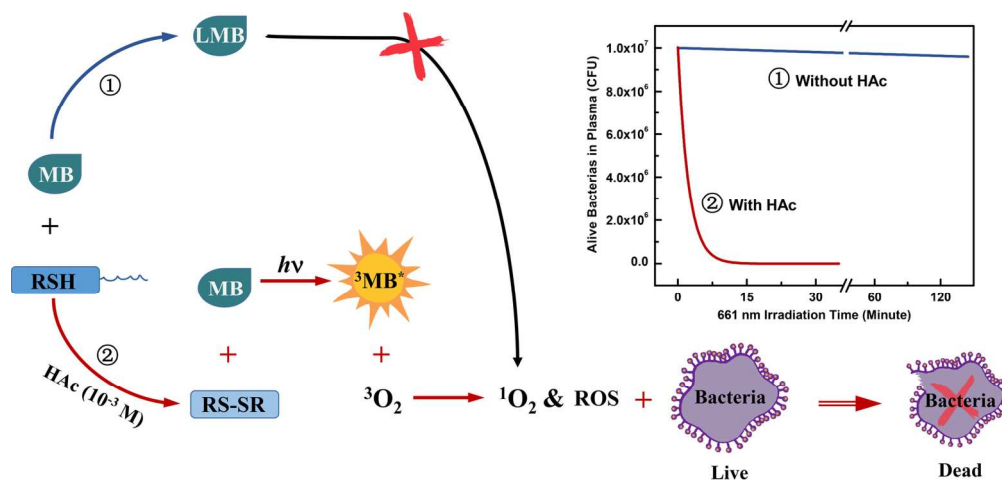 LMB
①
MB
+
RSH
②
HAc (10⁻³ M)
RS-SR
MB
+
hν
³MB*
+
³O₂
¹O₂ & ROS
+
Bacteria
Live
Bacteria
Dead
Alive Bacterias in Plasma (CFU)
1.0x10⁷
8.0x10⁶
6.0x10⁶
4.0x10⁶
2.0x10⁶
0.0
① Without HAc
② With HAc
0 15 30 60 120
661 nm Irradiation Time (Minute)